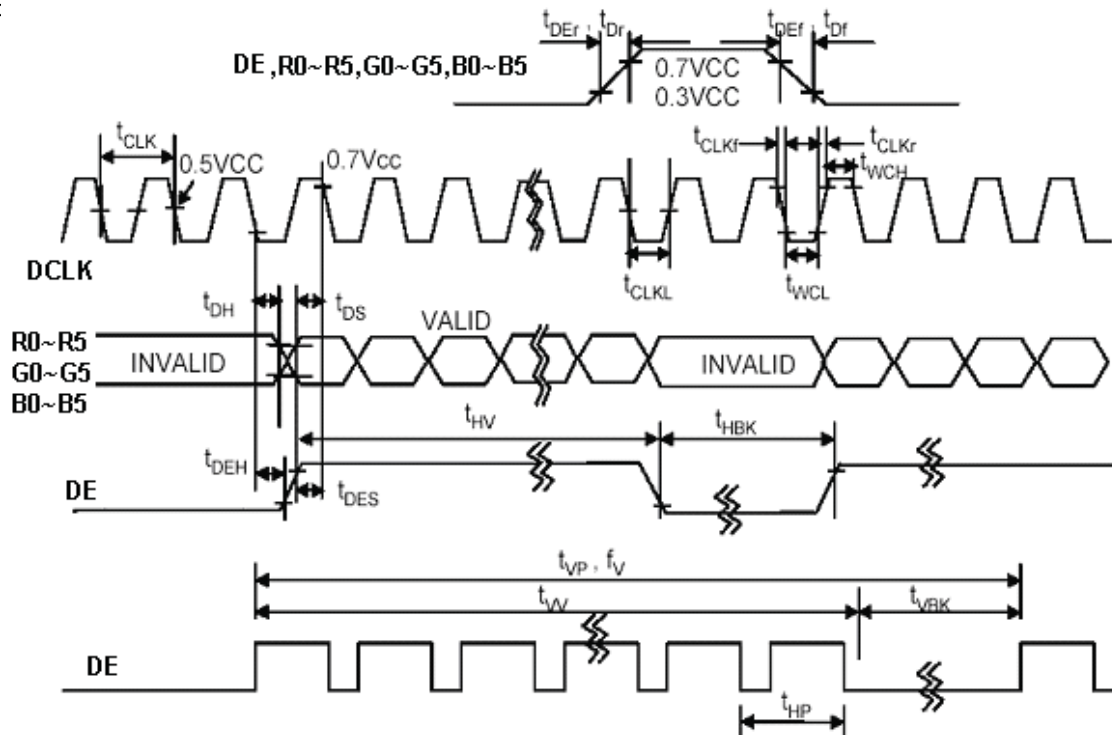 tDEr , tDr
tDEf , tDf
DE ,R0~R5,G0~G5,B0~B5
0.7VCC
0.3VCC
tCLK
0.5VCC
0.7Vcc
tCLKf
tCLKr
tWCH
DCLK
tCLKL
tWCL
tDH
tDS
VALID
R0~R5
G0~G5
B0~B5
INVALID
INVALID
tHV
tHBK
tDEH
DE
tDES
tVP , fV
tVV
tVBK
DE
tHP